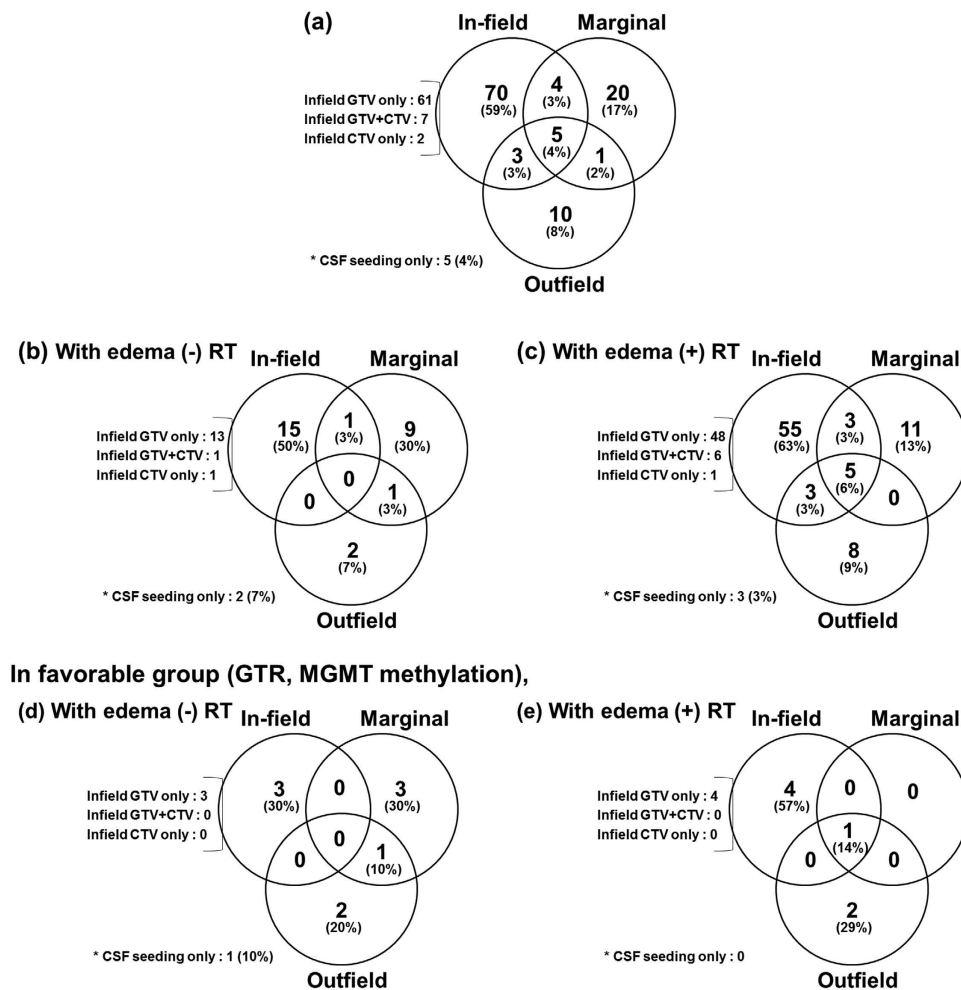 (a)
In-field Marginal
70 4 20
(59%) (3%) (17%)
Infield GTV only : 61
Infield GTV+CTV : 7
Infield CTV only : 2
5
(4%)
3 1
(3%) (2%)
10
(8%)
* CSF seeding only : 5 (4%)
Outfield
(b) With edema (-) RT
In-field Marginal
15 1 9
(50%) (3%) (30%)
Infield GTV only : 13
Infield GTV+CTV : 1
Infield CTV only : 1
0
0 1
(3%)
2
(7%)
* CSF seeding only : 2 (7%)
Outfield
(c) With edema (+) RT
In-field Marginal
55 3 11
(63%) (3%) (13%)
Infield GTV only : 48
Infield GTV+CTV : 6
Infield CTV only : 1
5
(6%)
3 0
(3%)
8
(9%)
* CSF seeding only : 3 (3%)
Outfield
In favorable group (GTR, MGMT methylation),
(d) With edema (-) RT
In-field Marginal
3 0 3
(30%) (30%)
Infield GTV only : 3
Infield GTV+CTV : 0
Infield CTV only : 0
0
0 1
(10%)
2
(20%)
* CSF seeding only : 1 (10%)
Outfield
(e) With edema (+) RT
In-field Marginal
4 0 0
(57%)
Infield GTV only : 4
Infield GTV+CTV : 0
Infield CTV only : 0
1
(14%)
0 0
2
(29%)
* CSF seeding only : 0
Outfield